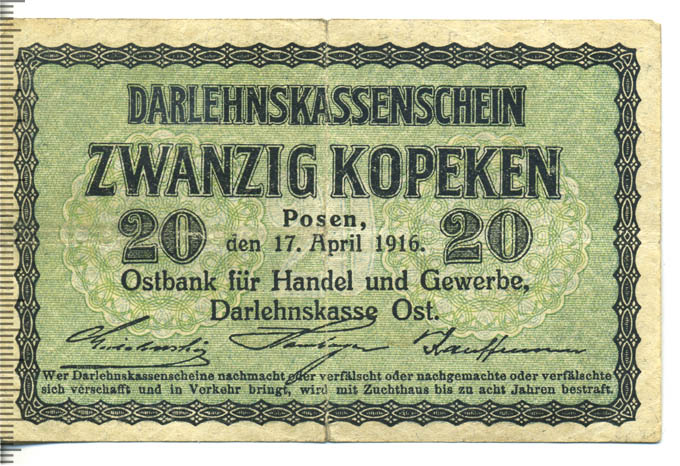 DARLEHNSKASSENSCHEIN
ZWANZIG KOPEKEN
20 Posen, 20
den 17. April 1916.
Ostbank für Handel und Gewerbe,
Darlehnskasse Ost.
Kauffmann
Wer Darlehnskassenscheine nachmacht oder verfälscht oder nachgemachte oder verfälschte
sich verschafft und in Verkehr bringt, wird mit Zuchthaus bis zu acht Jahren bestraft.